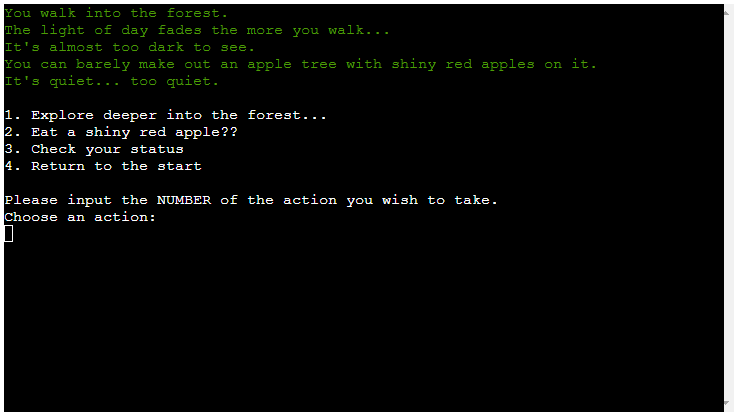 You walk into the forest.
The light of day fades the more you walk...
It's almost too dark to see.
You can barely make out an apple tree with shiny red apples on it.
It's quiet... too quiet.
1. Explore deeper into the forest...
2. Eat a shiny red apple??
3. Check your status
4. Return to the start
Please input the NUMBER of the action you wish to take.
Choose an action: